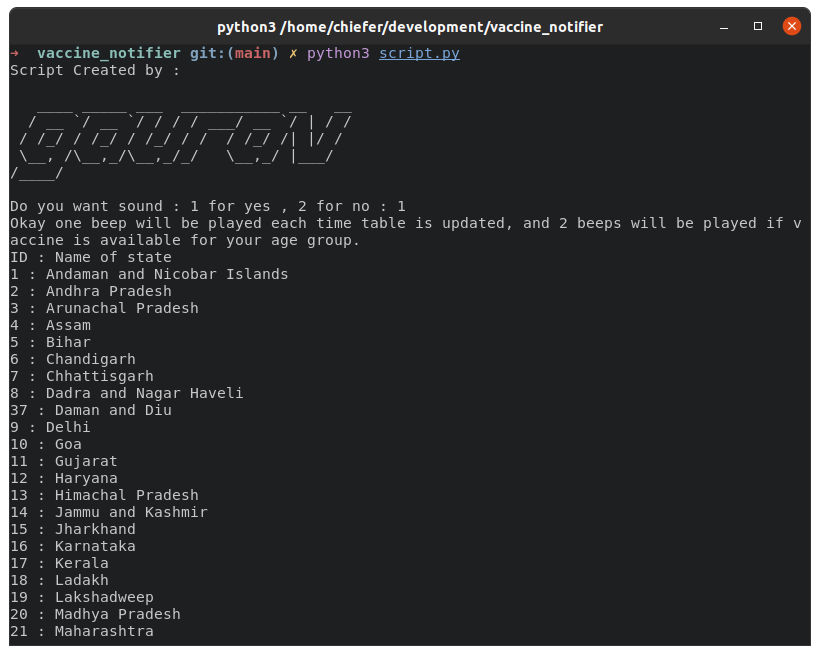 python3 /home/chiefer/development/vaccine_notifier
→ vaccine_notifier git:(main) ✗ python3 script.py
Script Created by :
gaurav
Do you want sound : 1 for yes , 2 for no : 1
Okay one beep will be played each time table is updated, and 2 beeps will be played if v
accine is available for your age group.
ID : Name of state
1 : Andaman and Nicobar Islands
2 : Andhra Pradesh
3 : Arunachal Pradesh
4 : Assam
5 : Bihar
6 : Chandigarh
7 : Chhattisgarh
8 : Dadra and Nagar Haveli
37 : Daman and Diu
9 : Delhi
10 : Goa
11 : Gujarat
12 : Haryana
13 : Himachal Pradesh
14 : Jammu and Kashmir
15 : Jharkhand
16 : Karnataka
17 : Kerala
18 : Ladakh
19 : Lakshadweep
20 : Madhya Pradesh
21 : Maharashtra